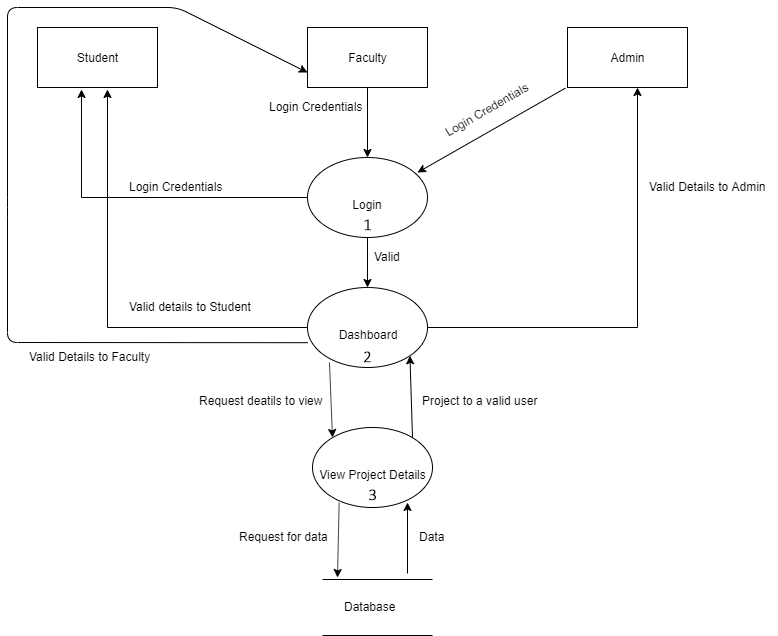 Student
Faculty
Admin
Login Credentials
Login Credentials
Login Credentials
Valid Details to Admin
Login
1
Valid
Valid details to Student
Dashboard
2
Valid Details to Faculty
Request deatils to view
Project to a valid user
View Project Details
3
Request for data
Data
Database